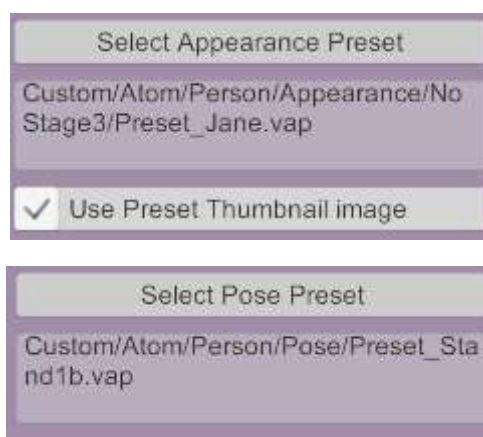 Select Appearance Preset
Custom/Atom/Person/Appearance/No
Stage3/Preset_Jane.vap
Use Preset Thumbnail image
Select Pose Preset
Custom/Atom/Person/Pose/Preset_Sta
nd1b.vap